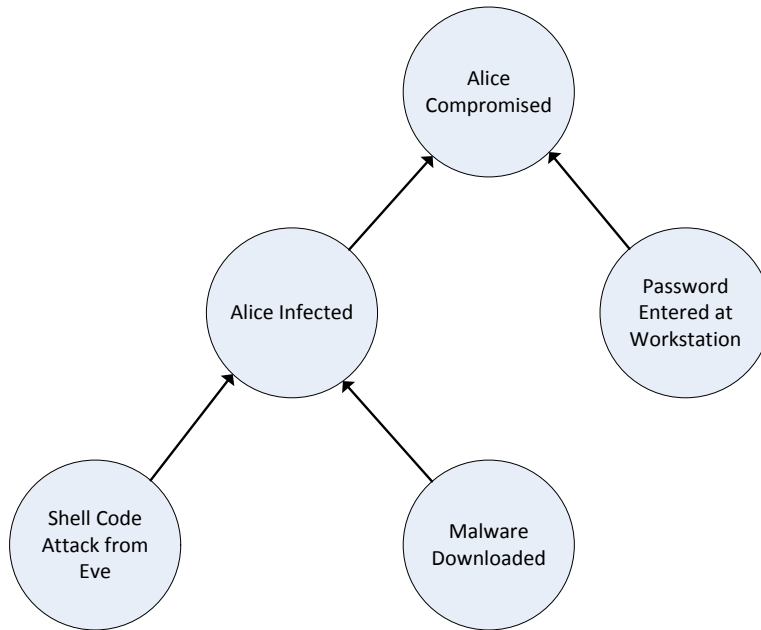 Alice
Compromised
Alice Infected
Password
Entered at
Workstation
Shell Code
Attack from
Eve
Malware
Downloaded